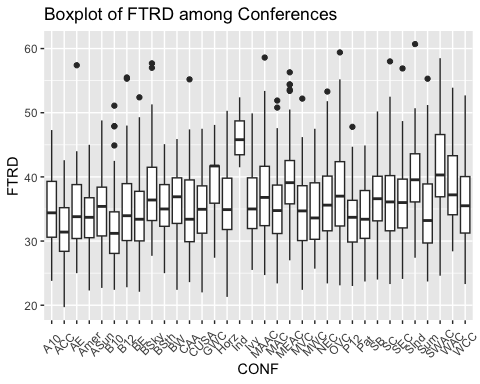 Boxplot of FTRD among Conferences
60
50
40
30
20
FTRD
A10
ACC
AE
Amer
ASun
B10
B12
BE
BSky
BSth
BW
CAA
CUSA
GWC
Horz
Ind
Ivy
MAAC
MAC
MEAC
MVC
MWC
NEC
OVC
P12
Pat
SB
SC
SEC
Slnd
Sum
SWAC
WAC
WCC
CONF